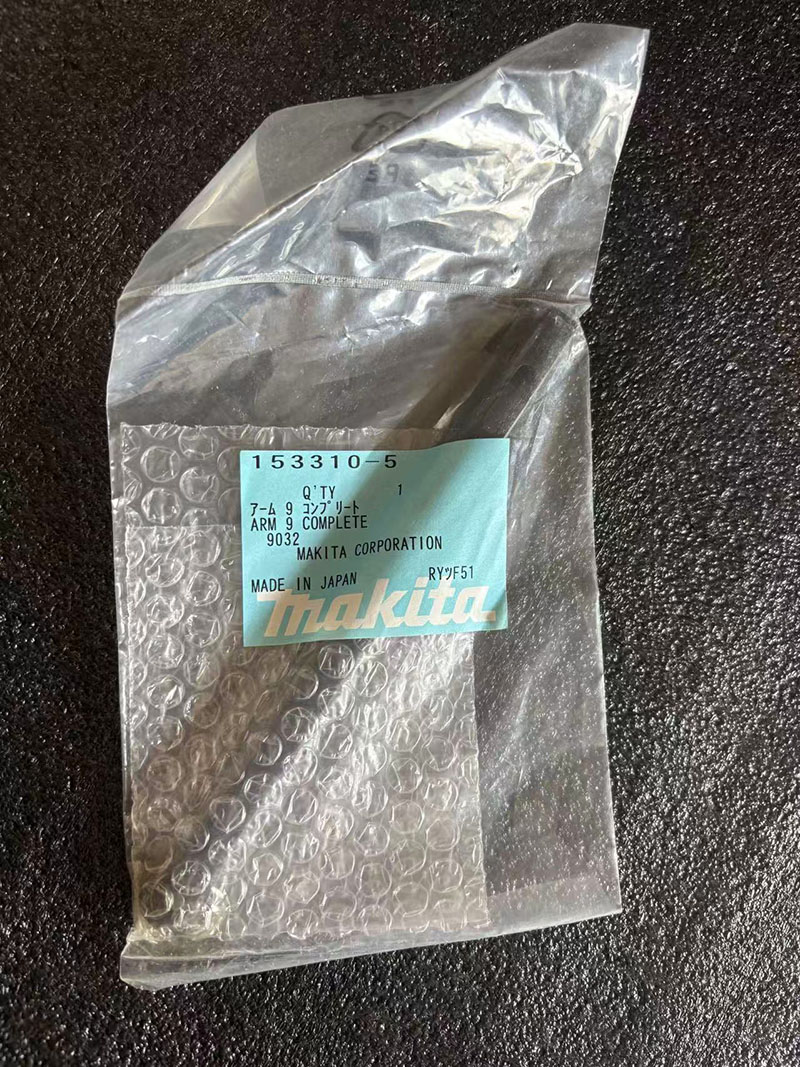 153310-5
Q'TY 1
ｱｰﾑ 9 ｺﾝﾌﾟﾘｰﾄ
ARM 9 COMPLETE
9032
MAKITA CORPORATION
MADE IN JAPAN RYﾂF51
makita